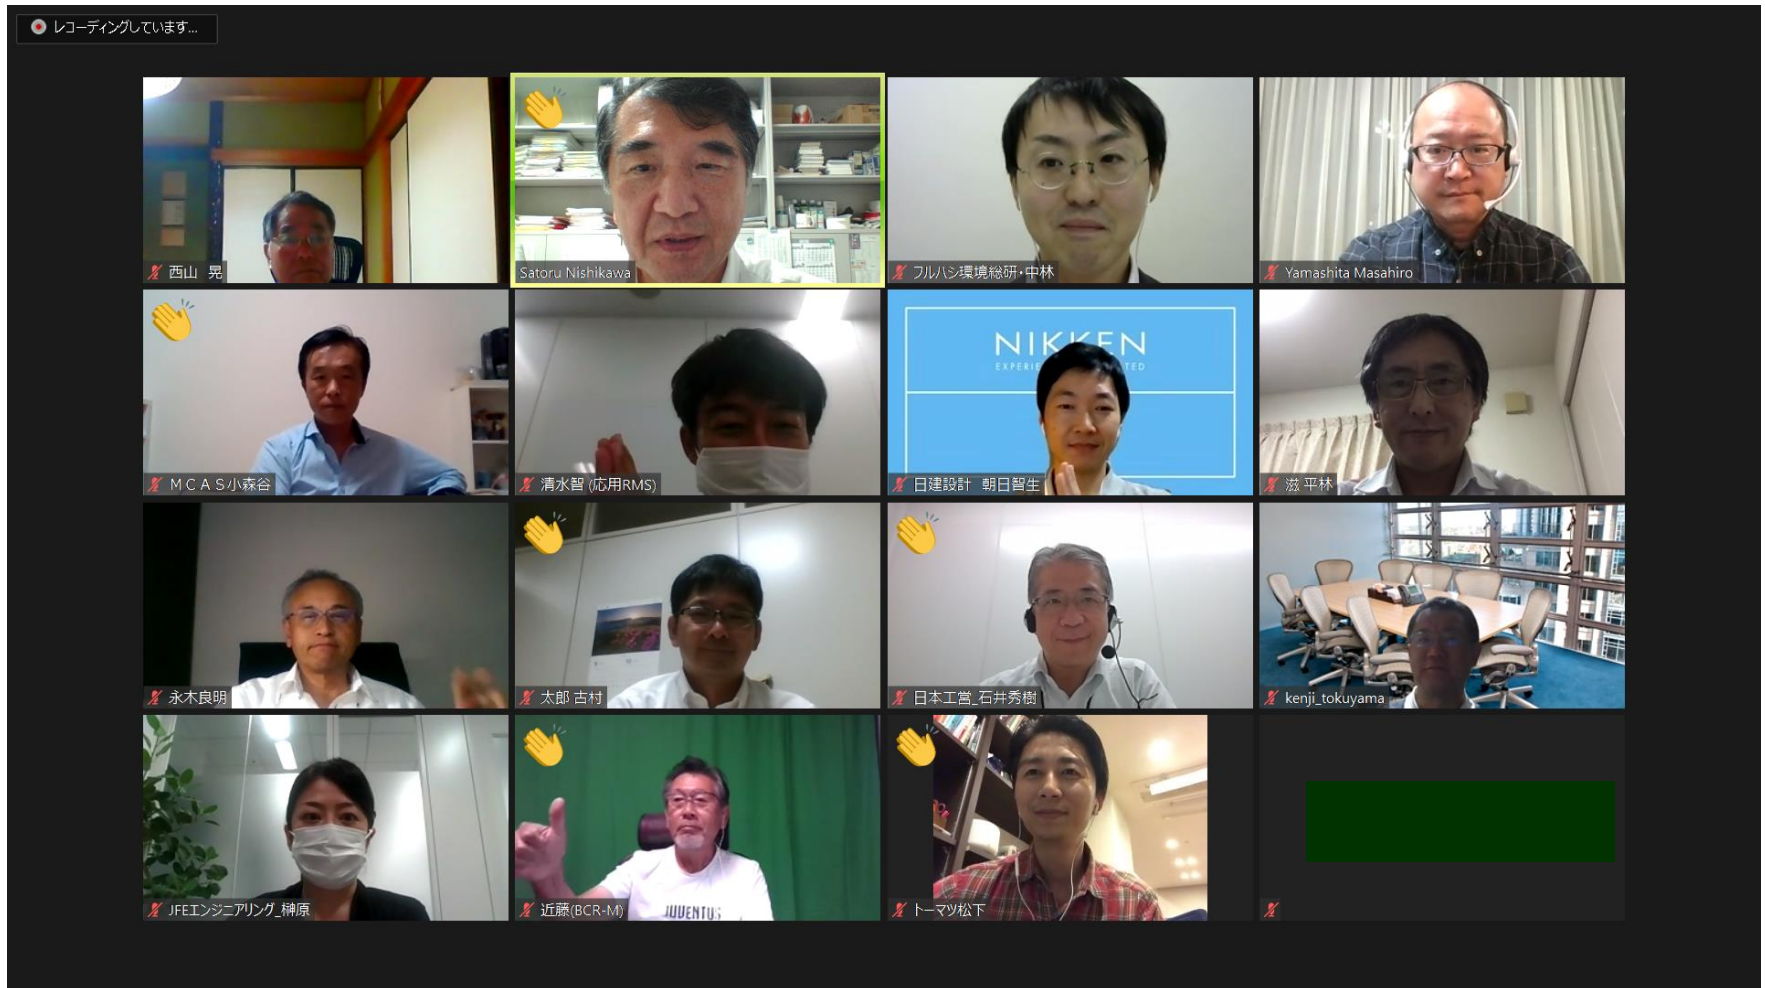 レコーディングしています...
西山 晃
Satoru Nishikawa
フルハシ環境総研・中林
Yamashita Masahiro
ＭＣＡＳ小森谷
清水智 (応用RMS)
NIKKEN
EXPERIE TED
日建設計 朝日智生
滋 平林
永木良明
太郎 古村
日本工営_石井秀樹
kenji_tokuyama
JFEエンジニアリング_榊原
近藤(BCR-M)
JUVENTUS
トーマツ松下